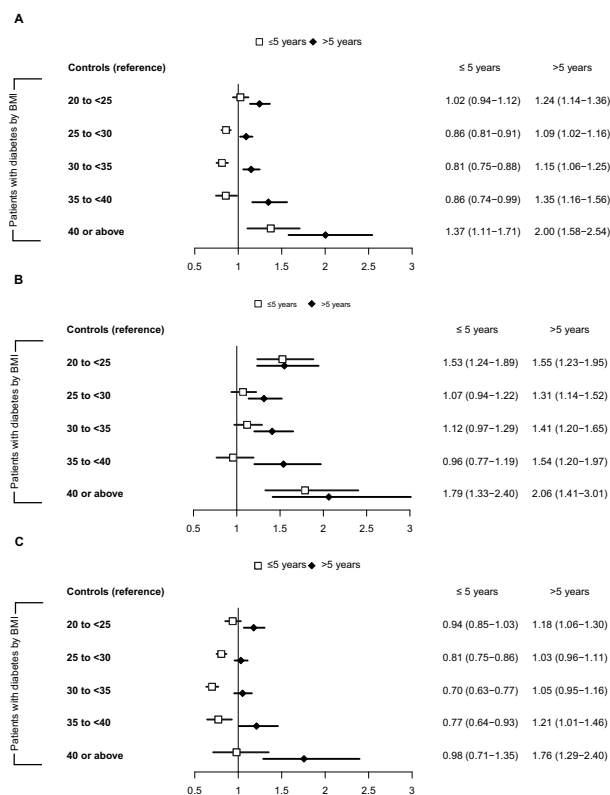 A
≤5 years >5 years
Controls (reference) ≤ 5 years >5 years
Patients with diabetes by BMI
20 to <25 1.02 (0.94−1.12) 1.24 (1.14−1.36)
25 to <30 0.86 (0.81−0.91) 1.09 (1.02−1.16)
30 to <35 0.81 (0.75−0.88) 1.15 (1.06−1.25)
35 to <40 0.86 (0.74−0.99) 1.35 (1.16−1.56)
40 or above 1.37 (1.11−1.71) 2.00 (1.58−2.54)
0.5 1 1.5 2 2.5 3
B
≤5 years >5 years
Controls (reference) ≤ 5 years >5 years
Patients with diabetes by BMI
20 to <25 1.53 (1.24−1.89) 1.55 (1.23−1.95)
25 to <30 1.07 (0.94−1.22) 1.31 (1.14−1.52)
30 to <35 1.12 (0.97−1.29) 1.41 (1.20−1.65)
35 to <40 0.96 (0.77−1.19) 1.54 (1.20−1.97)
40 or above 1.79 (1.33−2.40) 2.06 (1.41−3.01)
0.5 1 1.5 2 2.5 3
C
≤5 years >5 years
Controls (reference) ≤ 5 years >5 years
Patients with diabetes by BMI
20 to <25 0.94 (0.85−1.03) 1.18 (1.06−1.30)
25 to <30 0.81 (0.75−0.86) 1.03 (0.96−1.11)
30 to <35 0.70 (0.63−0.77) 1.05 (0.95−1.16)
35 to <40 0.77 (0.64−0.93) 1.21 (1.01−1.46)
40 or above 0.98 (0.71−1.35) 1.76 (1.29−2.40)
0.5 1 1.5 2 2.5 3